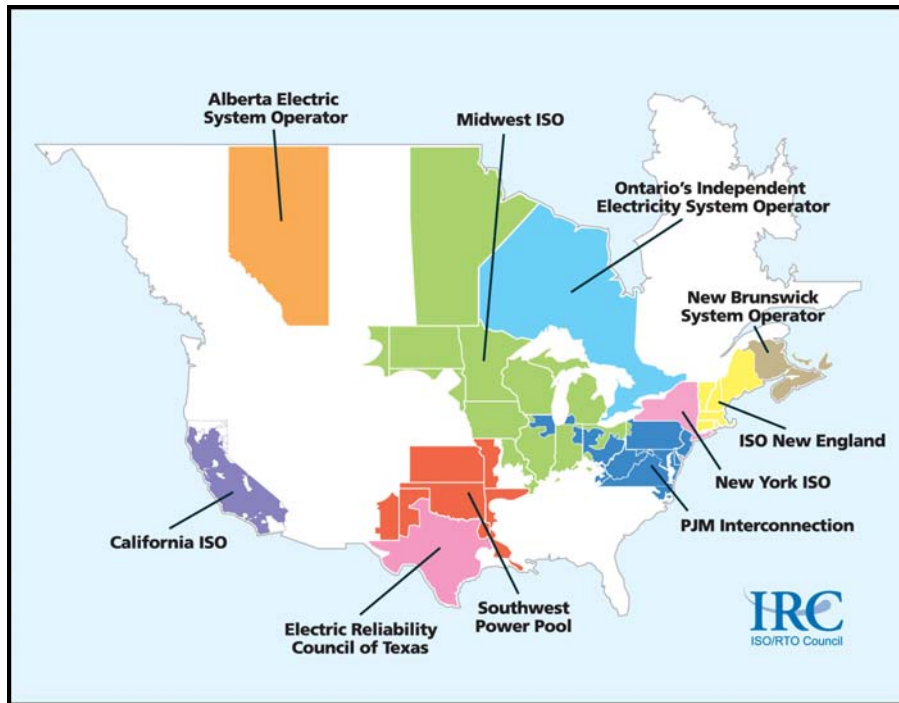 Alberta Electric
System Operator
Midwest ISO
Ontario's Independent
Electricity System Operator
New Brunswick
System Operator
ISO New England
New York ISO
PJM Interconnection
California ISO
Southwest
Power Pool
Electric Reliability
Council of Texas
IRC
ISO/RTO Council